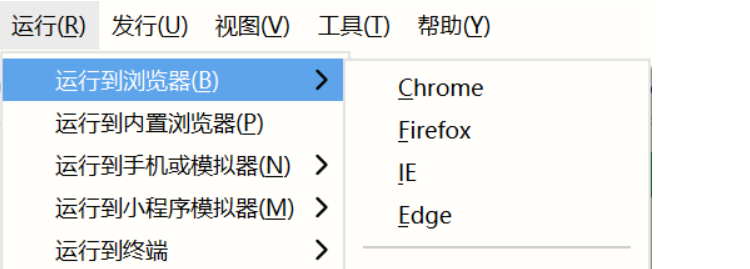 运行(R) 发行(U) 视图(V) 工具(T) 帮助(Y)
运行到浏览器(B)
运行到内置浏览器(P)
运行到手机或模拟器(N)
运行到小程序模拟器(M)
运行到终端
Chrome
Firefox
IE
Edge